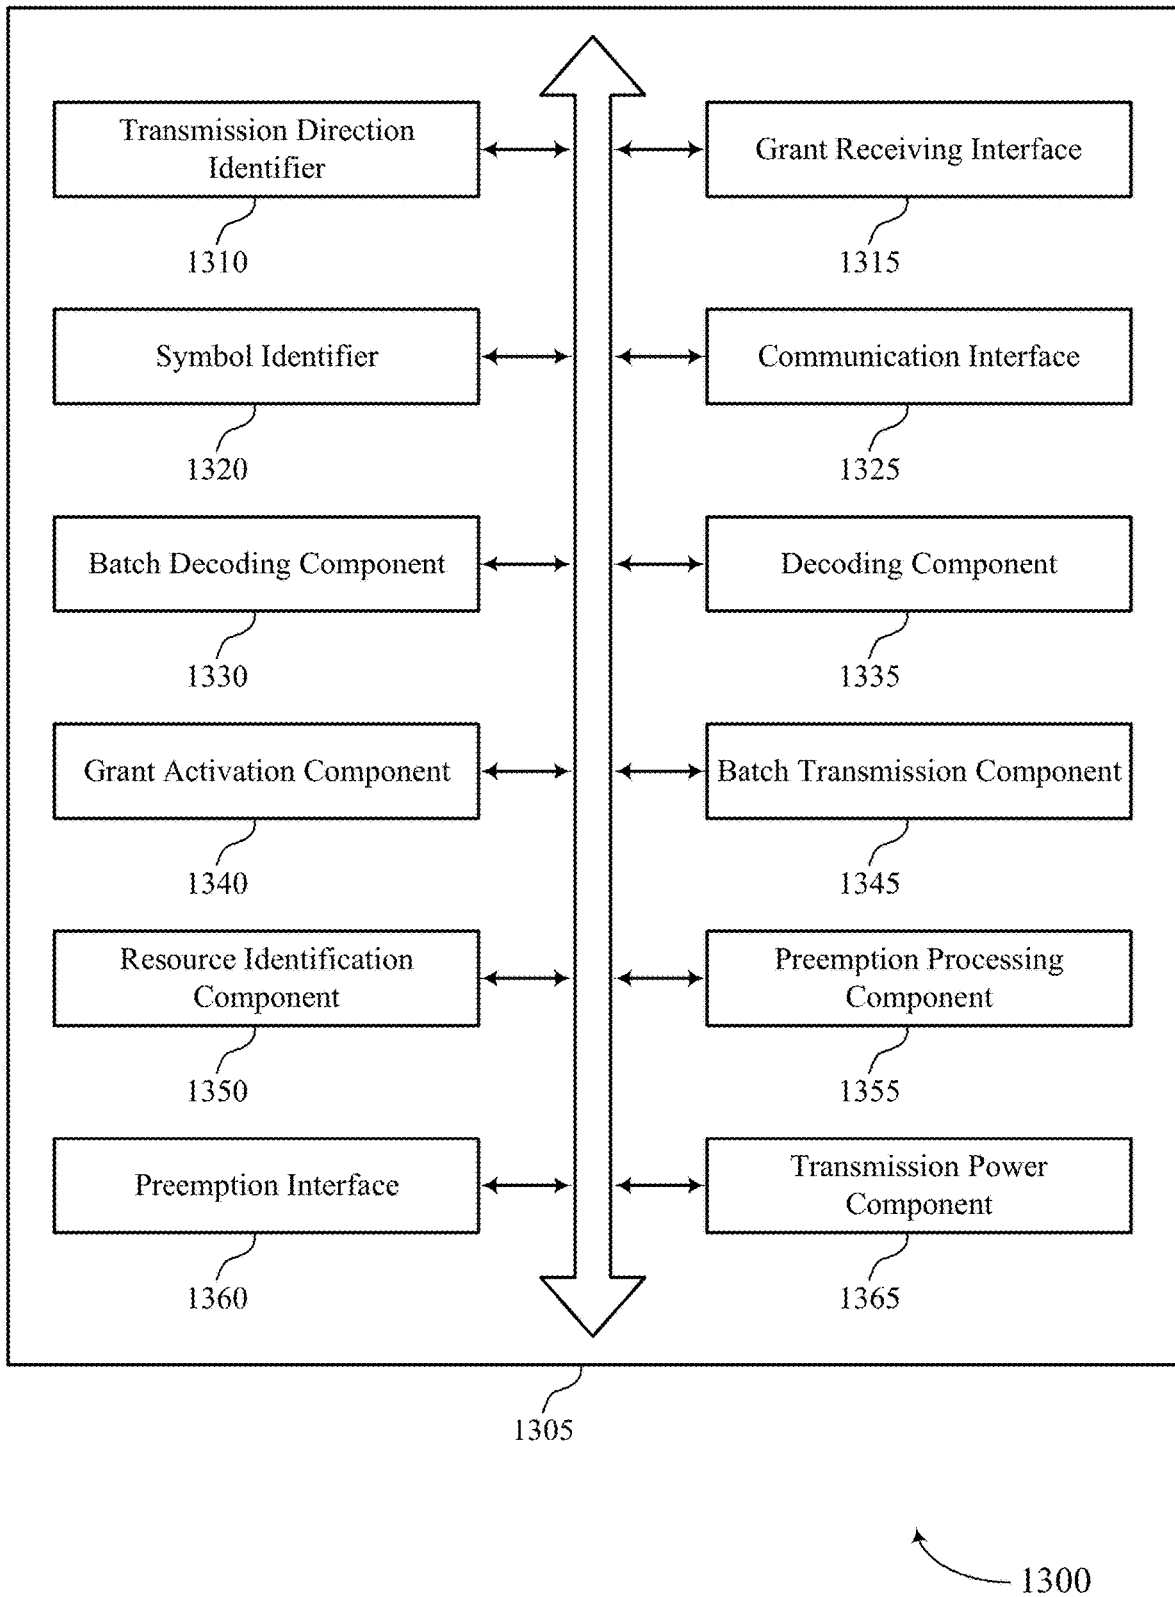 Transmission Direction
Identifier
1310
Grant Receiving Interface
1315
Symbol Identifier
1320
Communication Interface
1325
Batch Decoding Component
1330
Decoding Component
1335
Grant Activation Component
1340
Batch Transmission Component
1345
Resource Identification
Component
1350
Preemption Processing
Component
1355
Preemption Interface
1360
Transmission Power
Component
1365
1305
1300